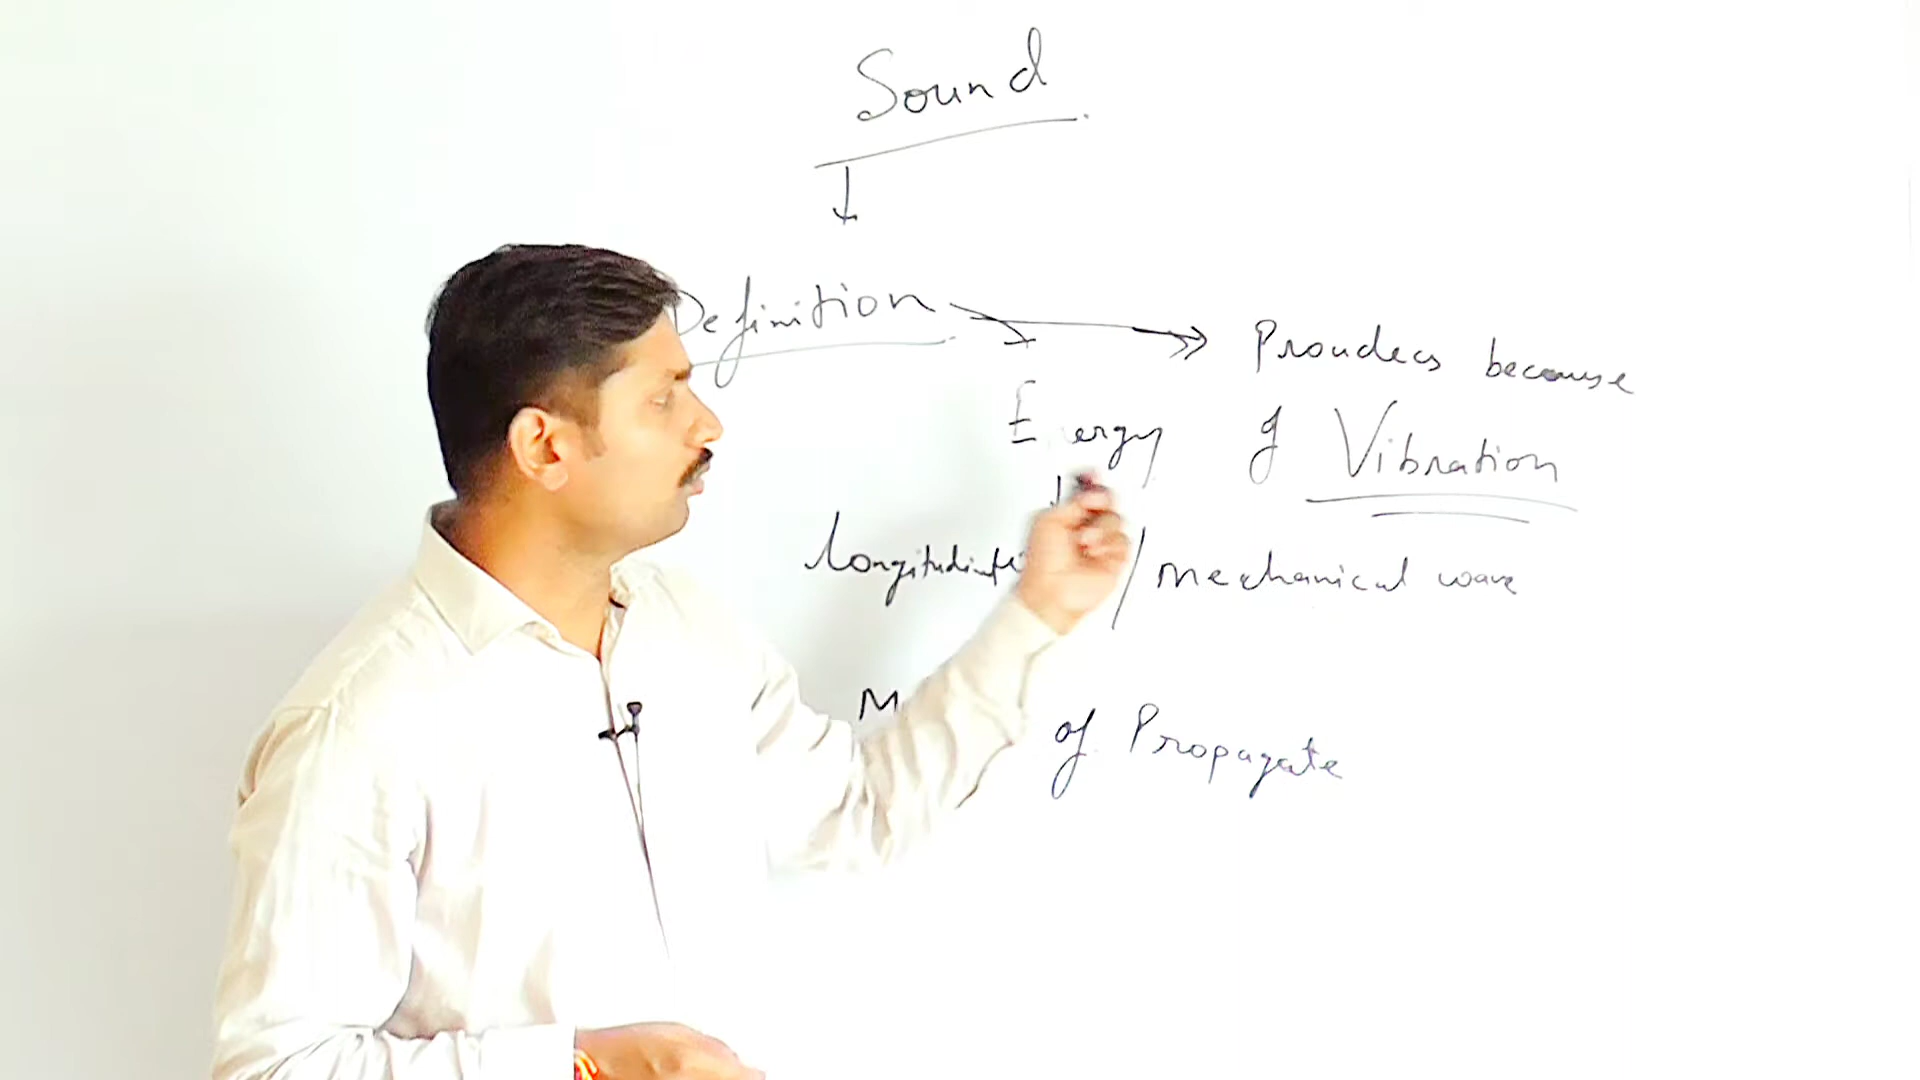 Sound
Definition
Proudecs because
Energy of Vibration
/ mechanical wave
of Propagate